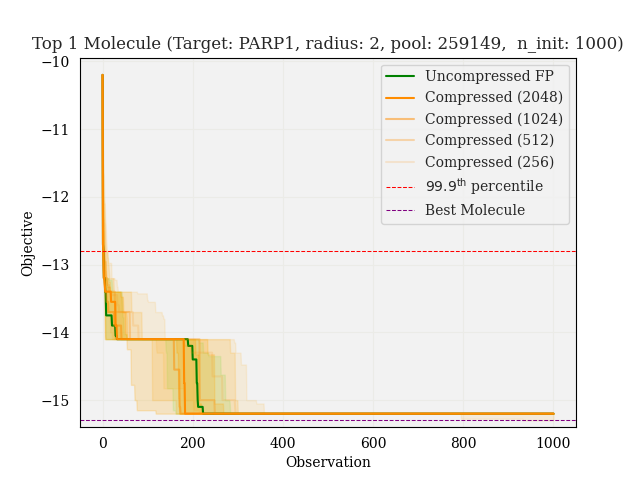 Top 1 Molecule (Target: PARP1, radius: 2, pool: 259149,  n_init: 1000)
Uncompressed FP
Compressed (2048)
Compressed (1024)
Compressed (512)
Compressed (256)
99.9th percentile
Best Molecule
Objective
−10
−11
−12
−13
−14
−15
0 200 400 600 800 1000
Observation